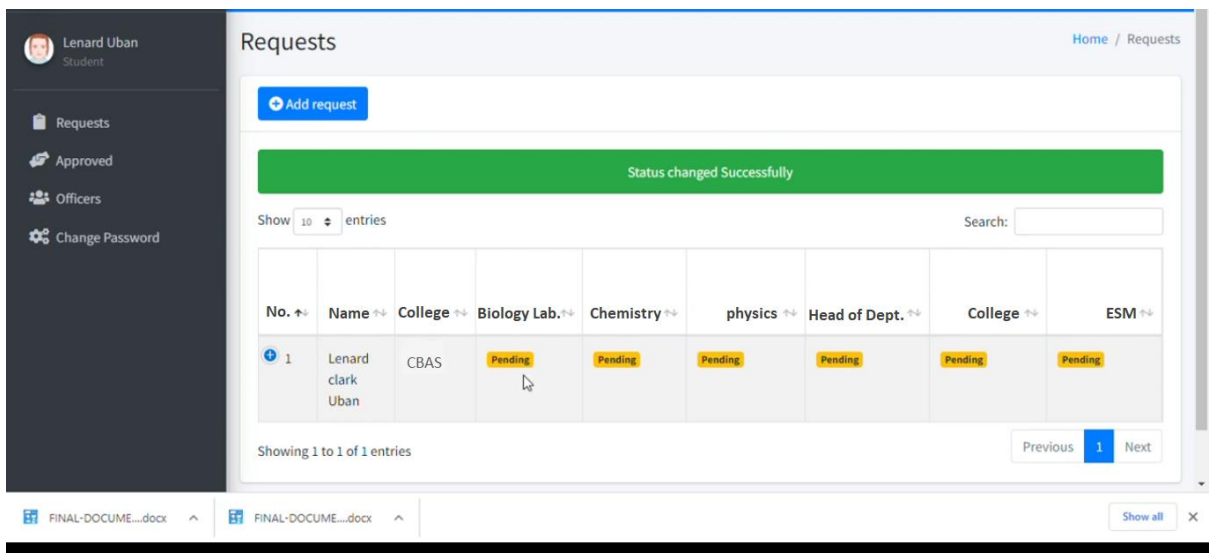 Lenard Uban
Student
Requests
Approved
Officers
Change Password
Requests
Home / Requests
Add request
Status changed Successfully
Show 10 entries
Search:
No. Name College Biology Lab. Chemistry physics Head of Dept. College ESM
1 Lenard clark Uban CBAS Pending Pending Pending Pending Pending Pending
Showing 1 to 1 of 1 entries
Previous 1 Next
FINAL-DOCUME....docx
FINAL-DOCUME....docx
Show all